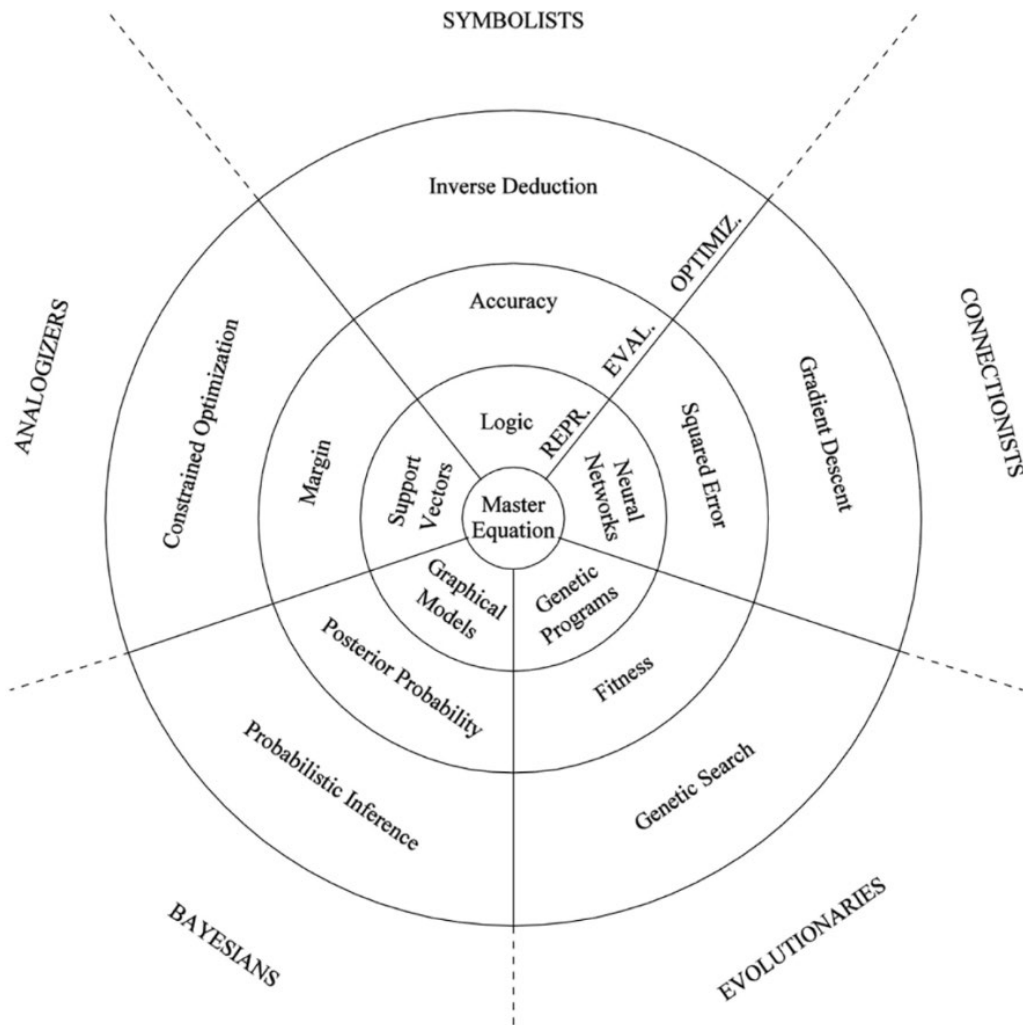 SYMBOLISTS
Inverse Deduction
OPTIMIZ.
Accuracy
EVAL.
Logic
REPR.
ANALOGIZERS
Constrained Optimization
Margin
Support
Vectors
Master
Equation
Neural
Networks
Squared Error
Gradient Descent
CONNECTIONISTS
Graphical
Models
Posterior Probability
Probabilistic Inference
BAYESIANS
Genetic
Programs
Fitness
Genetic Search
EVOLUTIONARIES